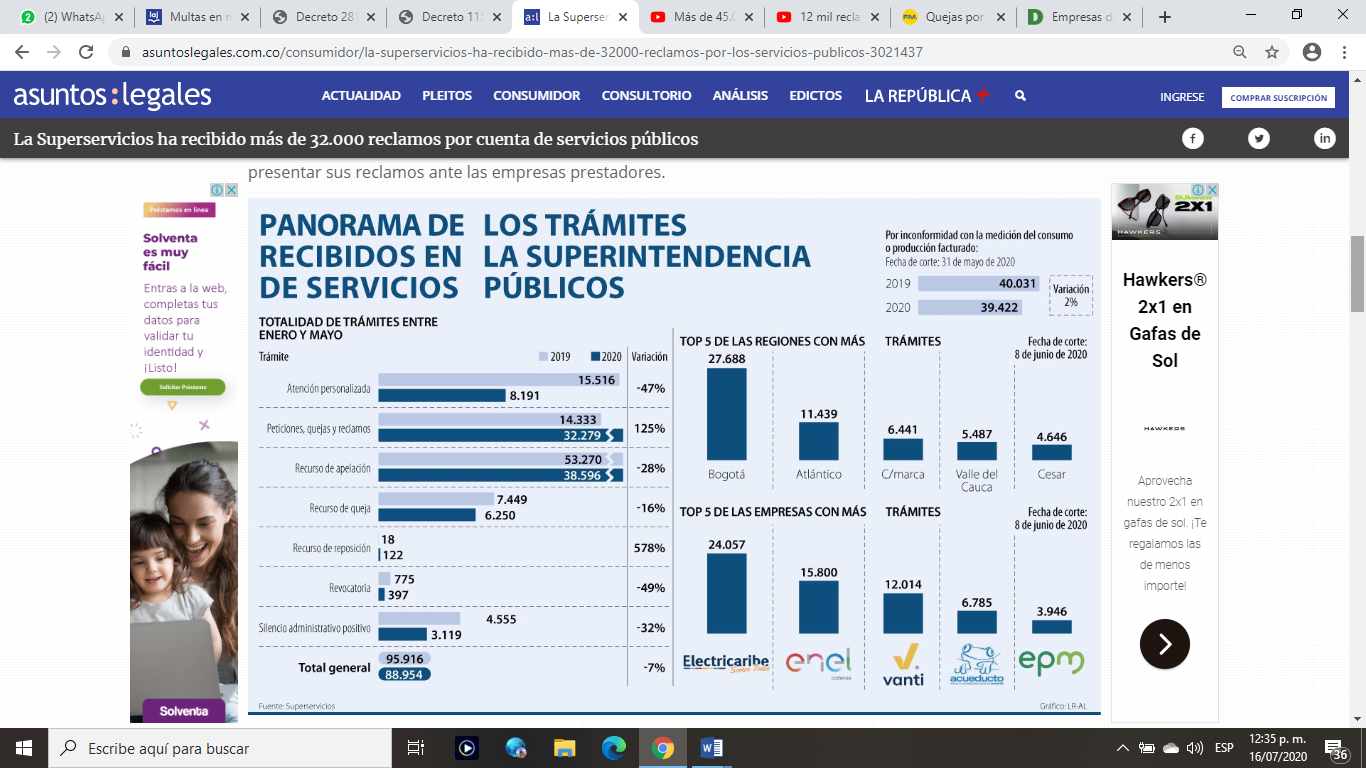 (2) WhatsAp
Multas en m
Decreto 281
Decreto 115
La Superser
Más de 45.0
12 mil recla
Quejas por
Empresas d
asuntoslegales.com.co/consumidor/la-superservicios-ha-recibido-mas-de-32000-reclamos-por-los-servicios-publicos-3021437
asuntos:legales
ACTUALIDAD PLEITOS CONSUMIDOR CONSULTORIO ANÁLISIS EDICTOS LA REPÚBLICA +
INGRESE COMPRAR SUSCRIPCIÓN
La Superservicios ha recibido más de 32.000 reclamos por cuenta de servicios públicos
presentar sus reclamos ante las empresas prestadores.
Préstamos en línea
Solventa
es muy
fácil
Entras a la web,
completas tus
datos para
validar tu
identidad y
¡Listo!
Solicitar Préstamo
Solventa
PANORAMA DE LOS TRÁMITES
RECIBIDOS EN LA SUPERINTENDENCIA
DE SERVICIOS PÚBLICOS
Por inconformidad con la medición del consumo
o producción facturado:
Fecha de corte: 31 de mayo de 2020
2019 40.031
2020 39.422
Variación
2%
TOTALIDAD DE TRÁMITES ENTRE
ENERO Y MAYO
Trámite 2019 2020 Variación
Atención personalizada 15.516 8.191 -47%
Peticiones, quejas y reclamos 14.333 32.279 125%
Recurso de apelación 53.270 38.596 -28%
Recurso de queja 7.449 6.250 -16%
Recurso de reposición 18 122 578%
Revocatoria 775 397 -49%
Silencio administrativo positivo 4.555 3.119 -32%
Total general 95.916 88.954 -7%
Fuente: Superservicios
TOP 5 DE LAS REGIONES CON MÁS TRÁMITES
Fecha de corte:
8 de junio de 2020
27.688 11.439 6.441 5.487 4.646
Bogotá Atlántico C/marca Valle del Cauca Cesar
TOP 5 DE LAS EMPRESAS CON MÁS TRÁMITES
Fecha de corte:
8 de junio de 2020
24.057 15.800 12.014 6.785 3.946
Electricaribe enel vanti acueducto epm
Somos Todos codensa
Gráfico: LR-AL
SUMMER
2X1
HAWKERS
Hawkers®
2x1 en
Gafas de
Sol
HAWKERS
Aprovecha
nuestro 2x1 en
gafas de sol. ¡Te
regalamos las
de menos
importe!
Escribe aquí para buscar
ESP
12:35 p. m.
16/07/2020
36